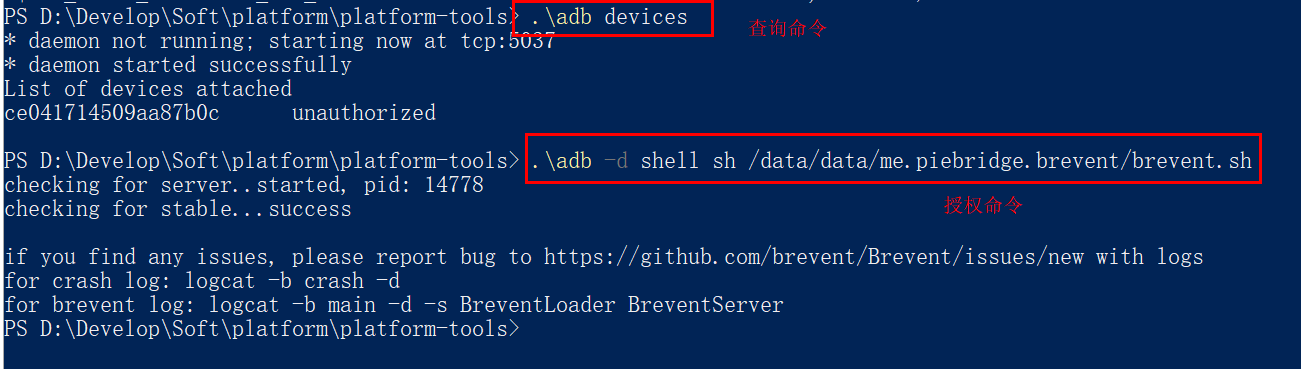 PS D:\Develop\Soft\platform\platform-tools> .\adb devices
查询命令
* daemon not running; starting now at tcp:5037
* daemon started successfully
List of devices attached
ce041714509aa87b0c      unauthorized
PS D:\Develop\Soft\platform\platform-tools> .\adb -d shell sh /data/data/me.piebridge.brevent/brevent.sh
checking for server..started, pid: 14778
授权命令
checking for stable...success
if you find any issues, please report bug to https://github.com/brevent/Brevent/issues/new with logs
for crash log: logcat -b crash -d
for brevent log: logcat -b main -d -s BreventLoader BreventServer
PS D:\Develop\Soft\platform\platform-tools>